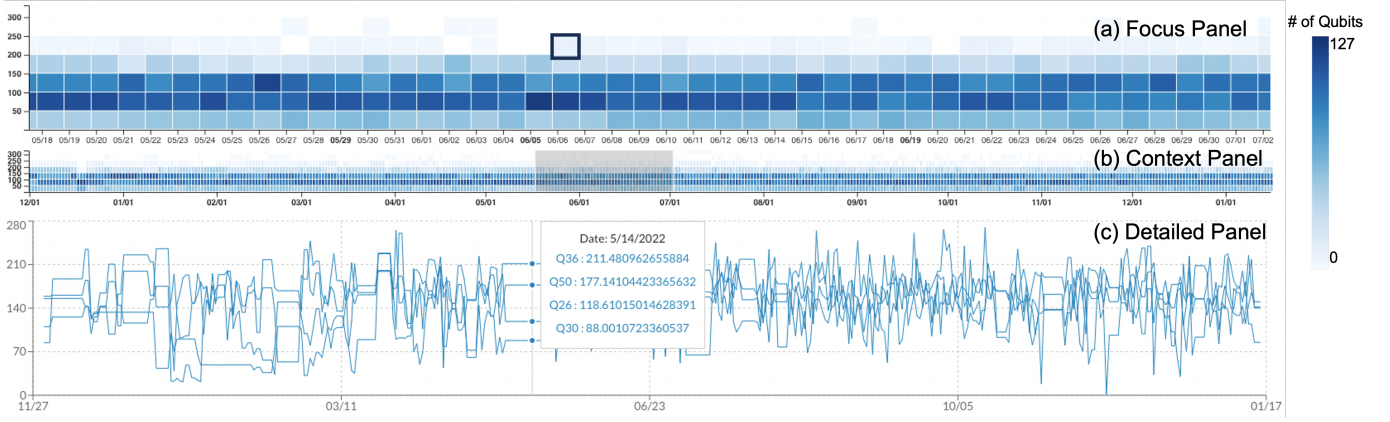 300
250
200
150
100
50
(a) Focus Panel
# of Qubits
127
0
05/18 05/19 05/20 05/21 05/22 05/23 05/24 05/25 05/26 05/27 05/28 05/29 05/30 05/31 06/01 06/02 06/03 06/04 06/05 06/06 06/07 06/08 06/09 06/10 06/11 06/12 06/13 06/14 06/15 06/16 06/17 06/18 06/19 06/20 06/21 06/22 06/23 06/24 06/25 06/26 06/27 06/28 06/29 06/30 07/01 07/02
300
250
200
150
100
50
(b) Context Panel
12/01 01/01 02/01 03/01 04/01 05/01 06/01 07/01 08/01 09/01 10/01 11/01 12/01 01/01
280
210
140
70
0
(c) Detailed Panel
Date: 5/14/2022
Q36 : 211.480962655884
Q50 : 177.14104423365632
Q26 : 118.61015014628391
Q30 : 88.0010723360537
11/27 03/11 06/23 10/05 01/17